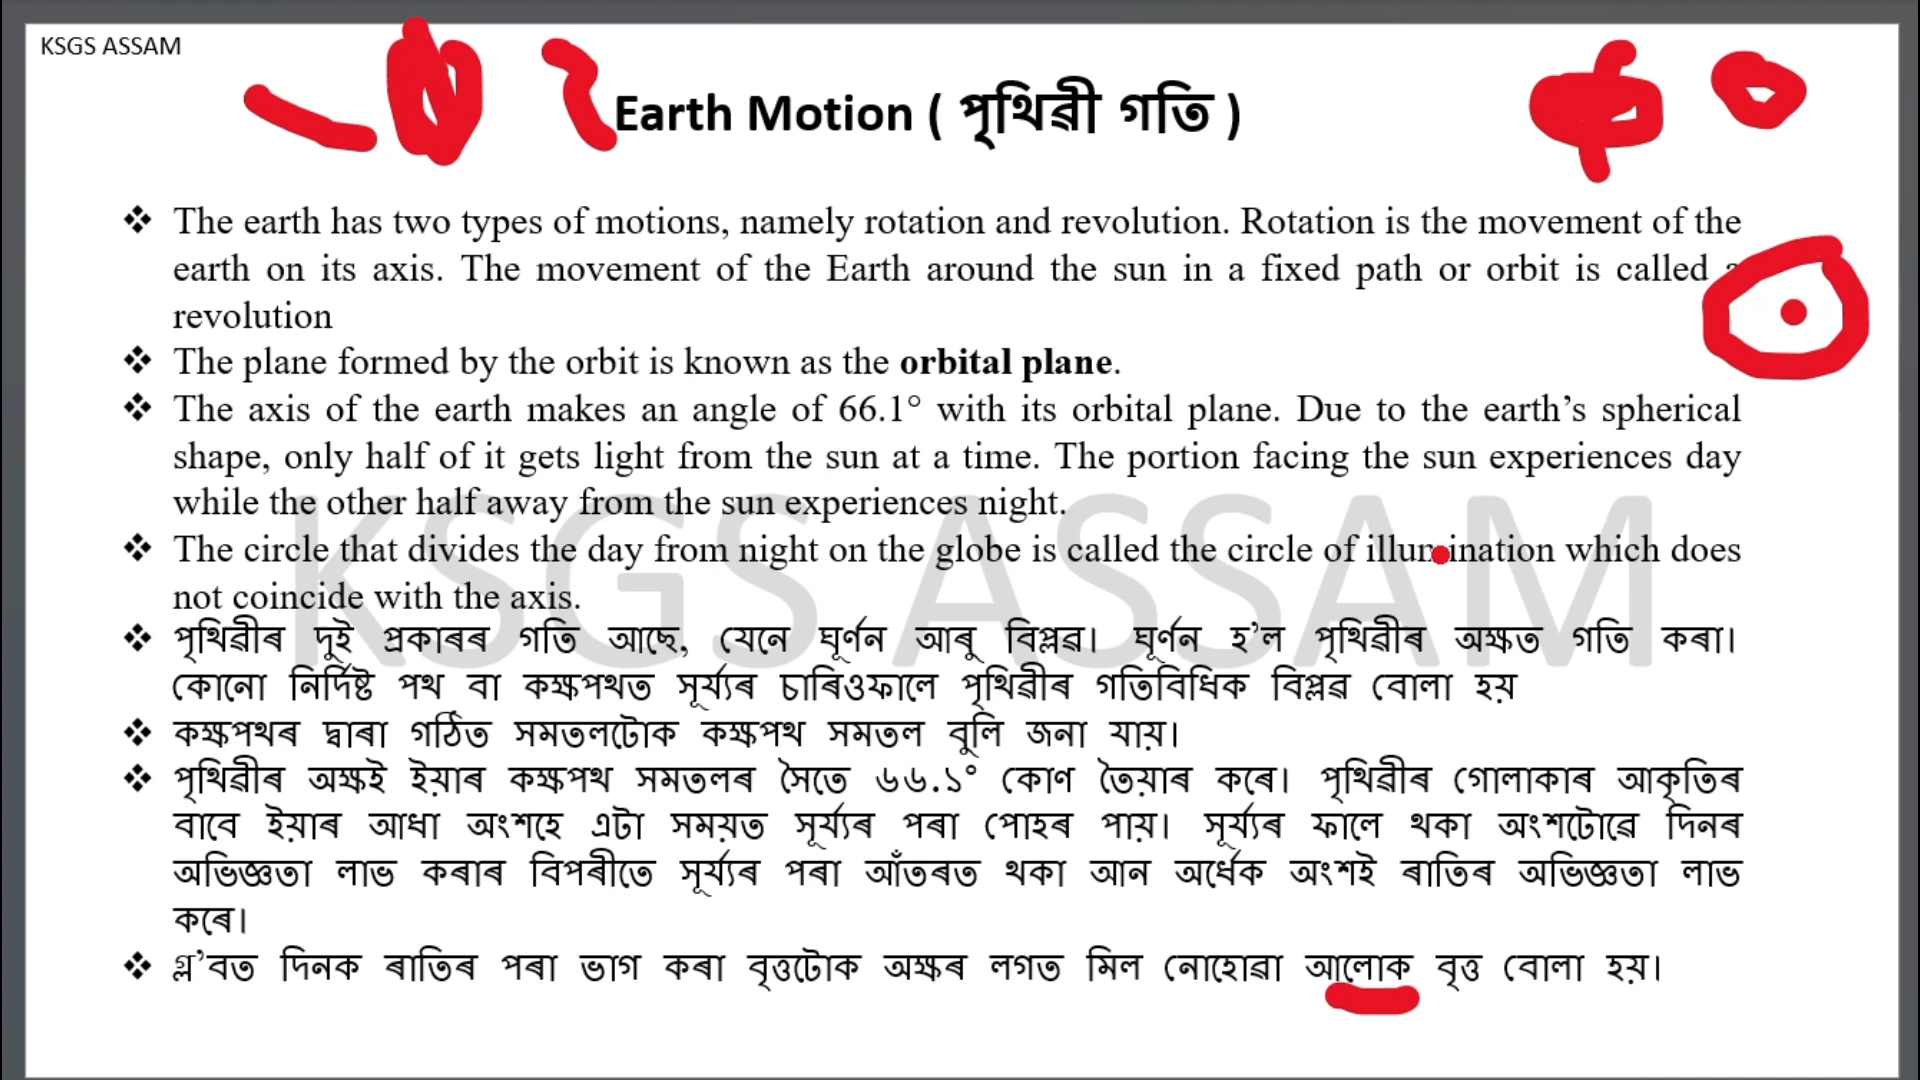 KSGS ASSAM
Earth Motion ( পৃথিৱী গতি )
❖ The earth has two types of motions, namely rotation and revolution. Rotation is the movement of the
earth on its axis. The movement of the Earth around the sun in a fixed path or orbit is called
revolution
❖ The plane formed by the orbit is known as the orbital plane.
❖ The axis of the earth makes an angle of 66.1° with its orbital plane. Due to the earth’s spherical
shape, only half of it gets light from the sun at a time. The portion facing the sun experiences day
while the other half away from the sun experiences night.
❖ The circle that divides the day from night on the globe is called the circle of illumination which does
not coincide with the axis.
❖ পৃথিৱীৰ দুই প্ৰকাৰৰ গতি আছে, যেনে ঘূৰ্ণন আৰু বিপ্লৱ। ঘূৰ্ণন হ’ল পৃথিৱীৰ অক্ষত গতি কৰা।
কোনো নিৰ্দিষ্ট পথ বা কক্ষপথত সূৰ্য্যৰ চাৰিওফালে পৃথিৱীৰ গতিবিধিক বিপ্লৱ বোলা হয়
❖ কক্ষপথৰ দ্বাৰা গঠিত সমতলটোক কক্ষপথ সমতল বুলি জনা যায়।
❖ পৃথিৱীৰ অক্ষই ইয়াৰ কক্ষপথ সমতলৰ সৈতে ৬৬.১° কোণ তৈয়াৰ কৰে। পৃথিৱীৰ গোলাকাৰ আকৃতিৰ
বাবে ইয়াৰ আধা অংশহে এটা সময়ত সূৰ্য্যৰ পৰা পোহৰ পায়। সূৰ্য্যৰ ফালে থকা অংশটোৱে দিনৰ
অভিজ্ঞতা লাভ কৰাৰ বিপৰীতে সূৰ্য্যৰ পৰা আঁতৰত থকা আন অৰ্ধেক অংশই ৰাতিৰ অভিজ্ঞতা লাভ
কৰে।
❖ গ্ল’বত দিনক ৰাতিৰ পৰা ভাগ কৰা বৃত্তটোক অক্ষৰ লগত মিল নোহোৱা আলোক বৃত্ত বোলা হয়।
KSGS ASSAM